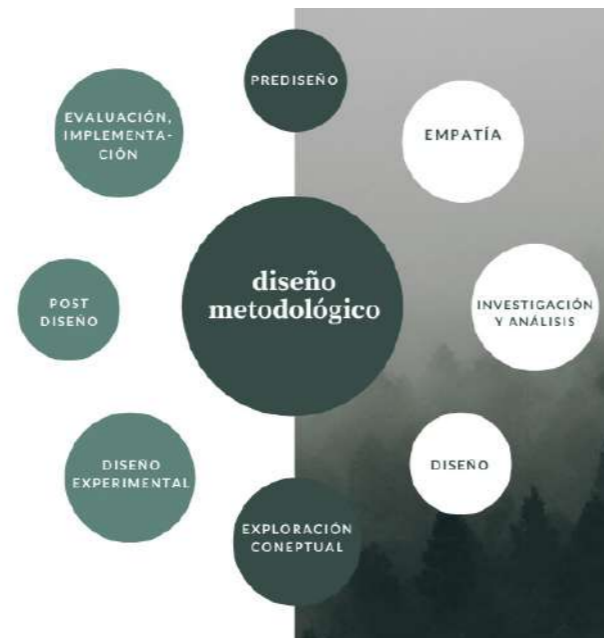 PREDISEÑO
EMPATÍA
INVESTIGACIÓN
Y ANÁLISIS
DISEÑO
EXPLORACIÓN
CONEPTUAL
DISEÑO
EXPERIMENTAL
POST
DISEÑO
EVALUACIÓN,
IMPLEMENTA-
CIÓN
diseño
metodológico